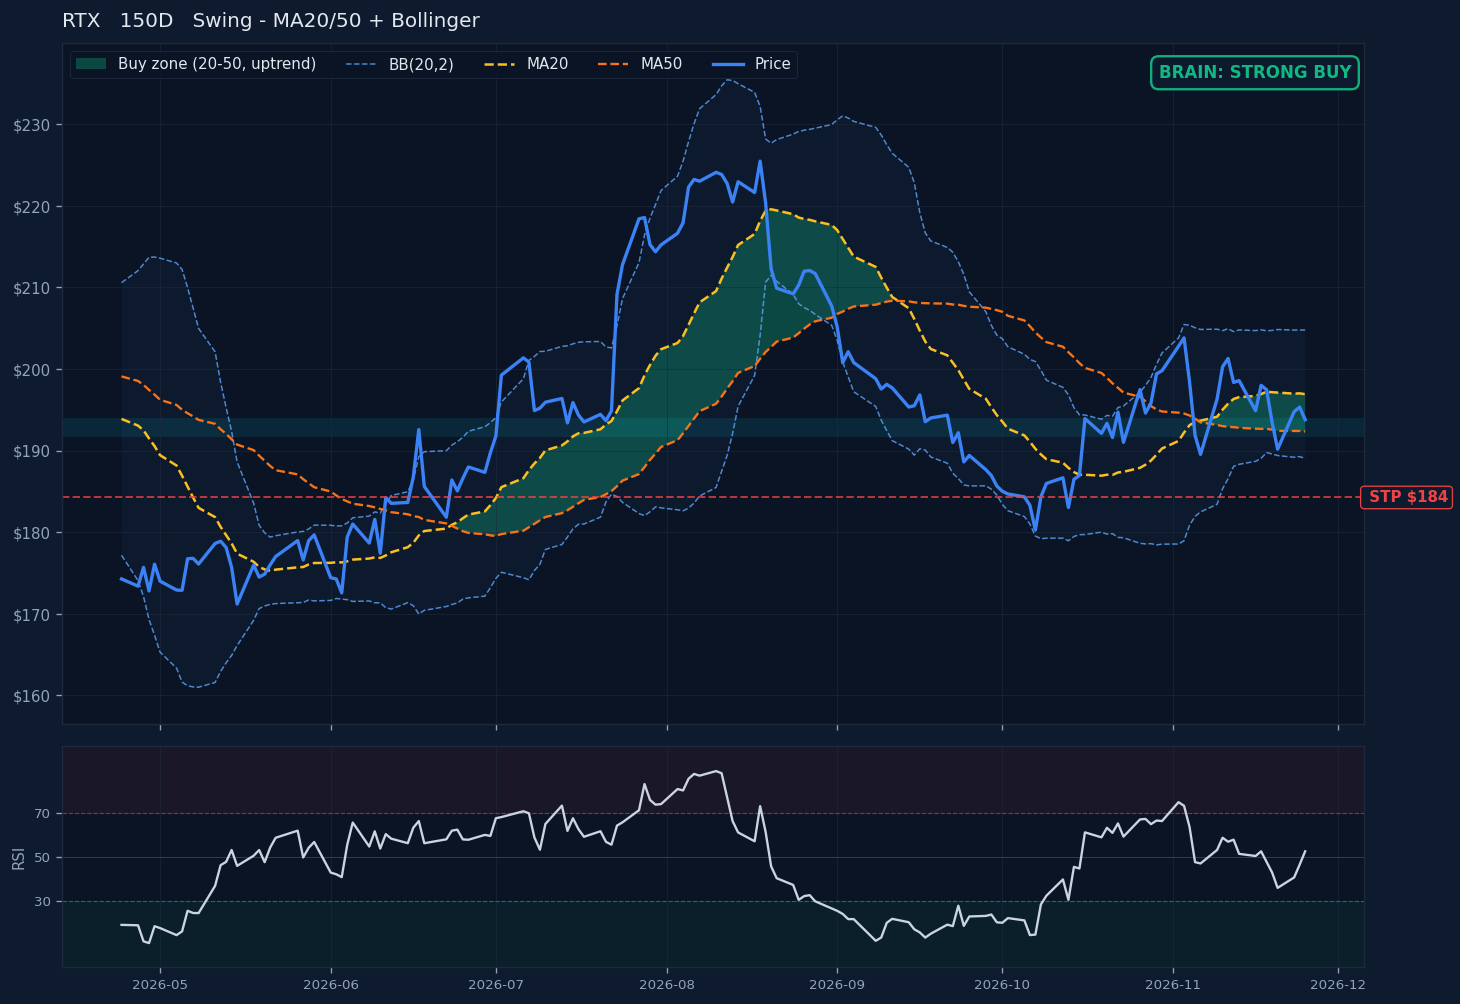 RTX   150D   Swing - MA20/50 + Bollinger
Buy zone (20-50, uptrend)   BB(20,2)   MA20   MA50   Price
BRAIN: STRONG BUY
$230
$220
$210
$200
$190
$180
$170
$160
STP $184
70
50
30
RSI
2026-05   2026-06   2026-07   2026-08   2026-09   2026-10   2026-11   2026-12